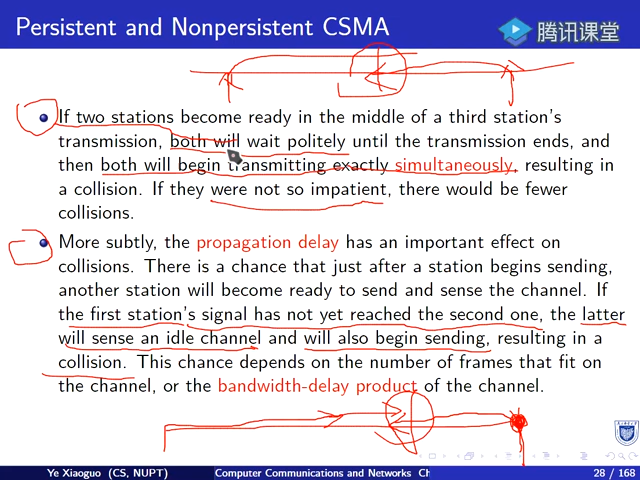 Persistent and Nonpersistent CSMA
腾讯课堂
If two stations become ready in the middle of a third station's
transmission, both will wait politely until the transmission ends, and
then both will begin transmitting exactly simultaneously, resulting in
a collision. If they were not so impatient, there would be fewer
collisions.
More subtly, the propagation delay has an important effect on
collisions. There is a chance that just after a station begins sending,
another station will become ready to send and sense the channel. If
the first station's signal has not yet reached the second one, the latter
will sense an idle channel and will also begin sending, resulting in a
collision. This chance depends on the number of frames that fit on
the channel, or the bandwidth-delay product of the channel.
Ye Xiaoguo (CS, NUPT) Computer Communications and Networks Ch 28 / 168